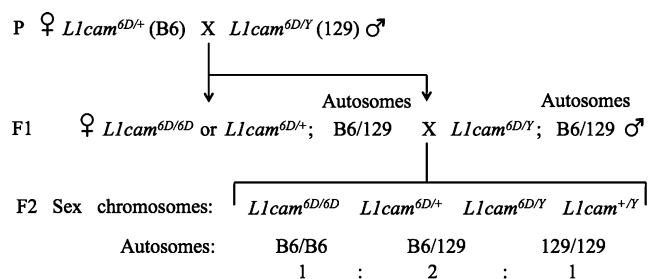 P ♀ L1cam6D/+ (B6) X L1cam6D/Y (129) ♂
Autosomes Autosomes
F1 ♀ L1cam6D/6D or L1cam6D/+; B6/129 X L1cam6D/Y; B6/129 ♂
F2 Sex chromosomes: L1cam6D/6D L1cam6D/+ L1cam6D/Y L1cam+/Y
Autosomes: B6/B6 B6/129 129/129
1 : 2 : 1